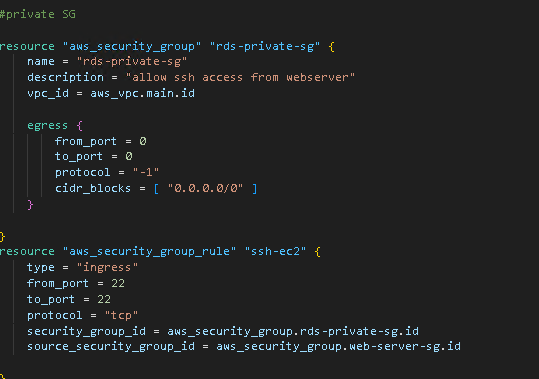 #private SG
resource "aws_security_group" "rds-private-sg" {
name = "rds-private-sg"
description = "allow ssh access from webserver"
vpc_id = aws_vpc.main.id
egress {
from_port = 0
to_port = 0
protocol = "-1"
cidr_blocks = [ "0.0.0.0/0" ]
}
}
resource "aws_security_group_rule" "ssh-ec2" {
type = "ingress"
from_port = 22
to_port = 22
protocol = "tcp"
security_group_id = aws_security_group.rds-private-sg.id
source_security_group_id = aws_security_group.web-server-sg.id
}